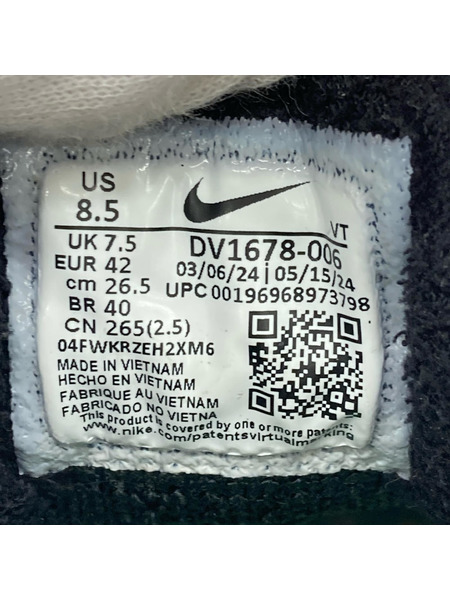 US
8.5
UK 7.5
EUR 42
cm 26.5
BR 40
CN 265(2.5)
VT
DV1678-006
03/06/24 | 05/15/24
UPC 00196968973798
04FWKRZEH2XM6
MADE IN VIETNAM
HECHO EN VIETNAM
FABRIQUE AU VIETNAM
FABRICADO NO VIETNA
This product is covered by one or more patents:
www.nike.com/patentsvirtualmarking